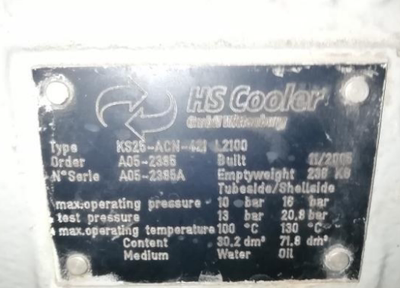 HS Cooler
GmbH Wittenberg
Type KS25-ACN-421 L2100
Order A05-2385 Built 11/2005
N°Serie A05-2385A Emptyweight 230 KG
Tubeside/Shellside
max.operating pressure 10 bar 16 bar
test pressure 13 bar 20,8 bar
max.operating temperature 100 °C 130 °C
Content 30,2 dm³ 71,8 dm³
Medium Water Oil